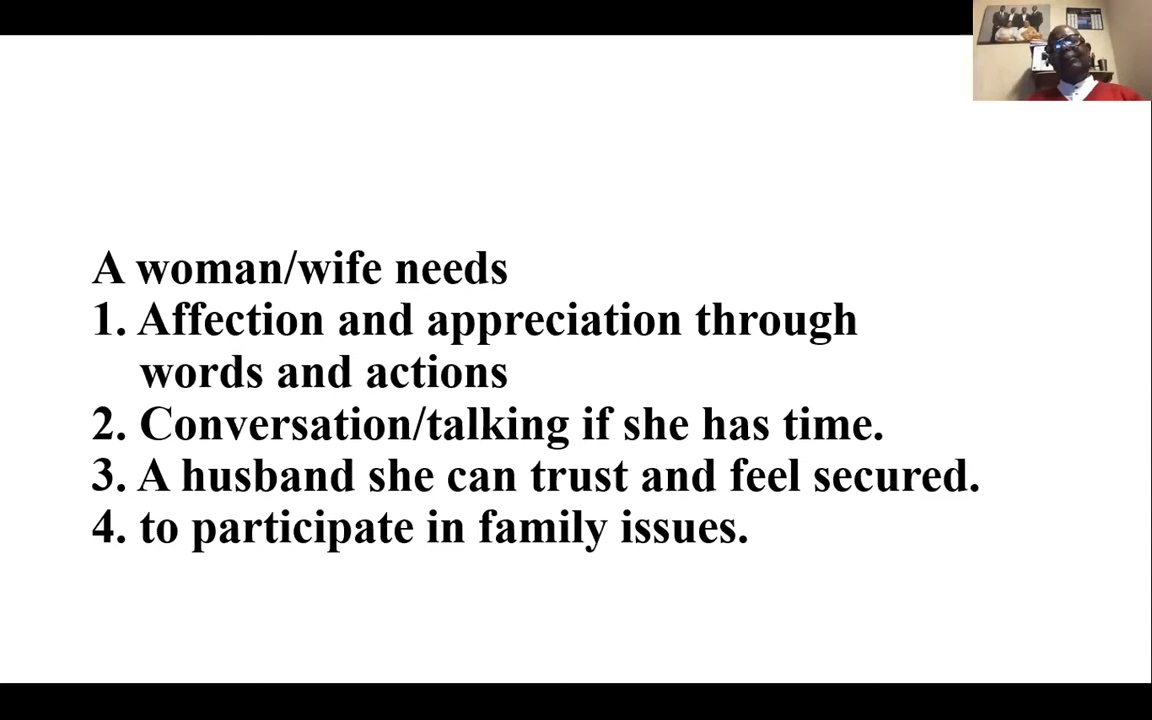 A woman/wife needs
1. Affection and appreciation through
words and actions
2. Conversation/talking if she has time.
3. A husband she can trust and feel secured.
4. to participate in family issues.